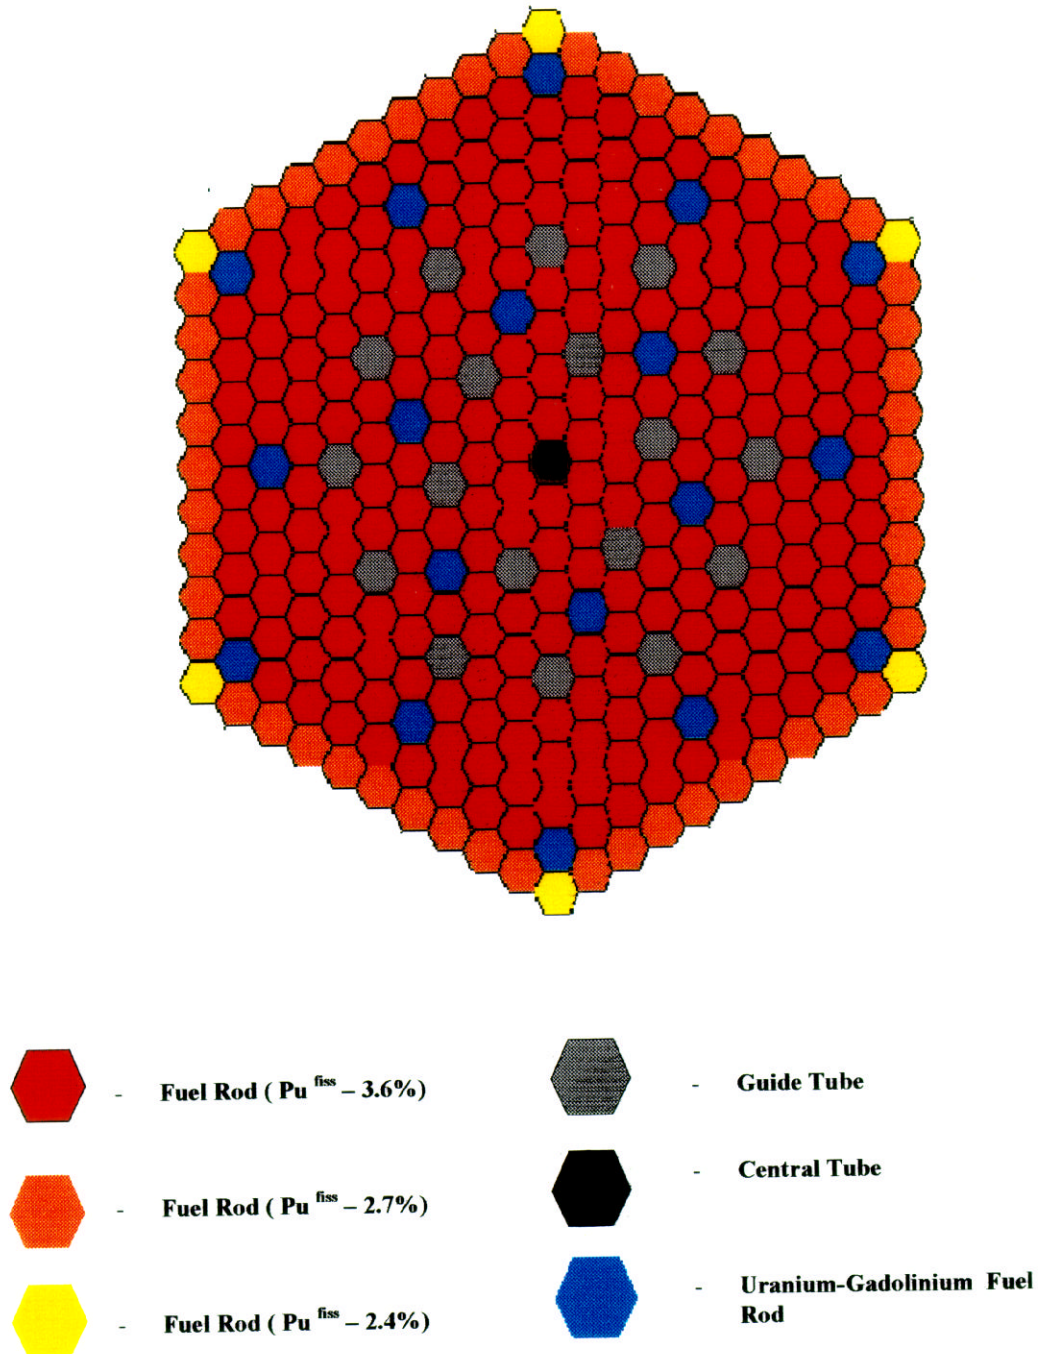 - Fuel Rod ( Pu fiss – 3.6%)
- Fuel Rod ( Pu fiss – 2.7%)
- Fuel Rod ( Pu fiss – 2.4%)
- Guide Tube
- Central Tube
- Uranium-Gadolinium Fuel
Rod